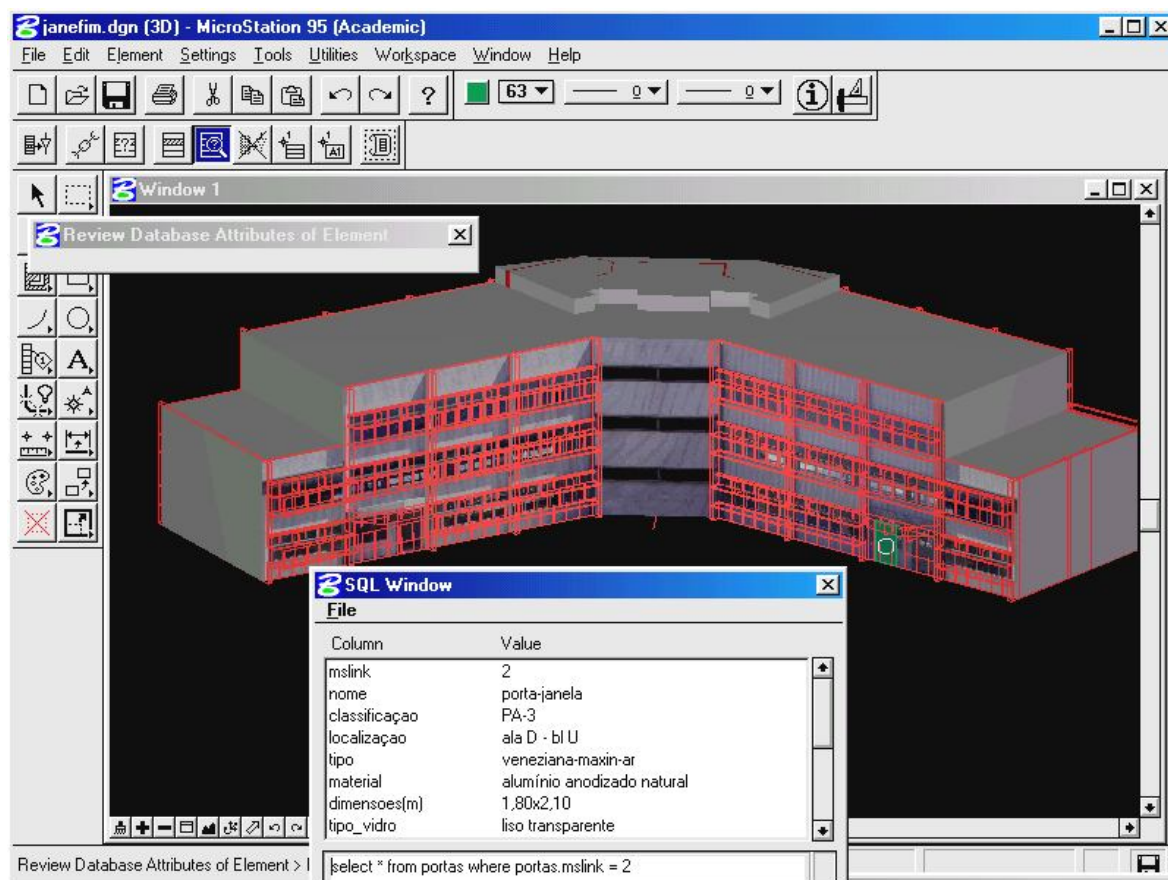 janefim.dgn (3D) - MicroStation 95 (Academic)
File Edit Element Settings Tools Utilities Workspace Window Help
? 63 0 0
Window 1
Review Database Attributes of Element
A
SQL Window
File
Column Value
mslink 2
nome porta-janela
classificaçao PA-3
localizaçao ala D - bl U
tipo veneziana-maxin-ar
material alumínio anodizado natural
dimensoes(m) 1,80x2,10
tipo_vidro liso transparente
Review Database Attributes of Element >
select * from portas where portas.mslink = 2